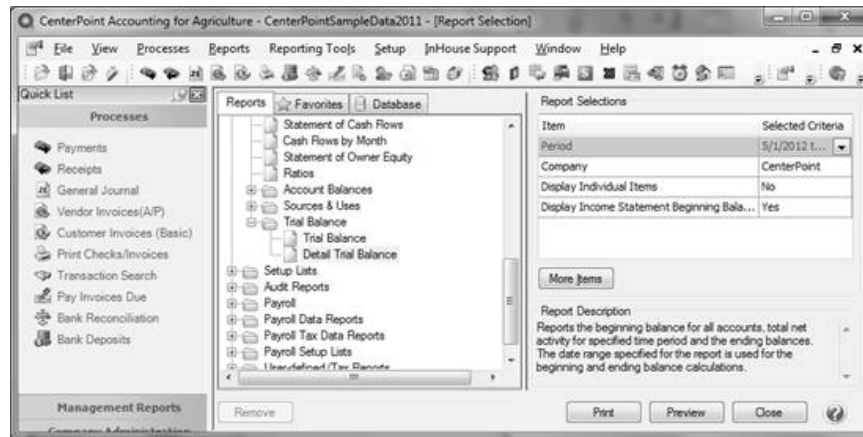 CenterPoint Accounting for Agriculture - CenterPointSampleData2011 - [Report Selection]
File View Processes Reports Reporting Tools Setup InHouse Support Window Help
Quick List
Processes
Payments
Receipts
General Journal
Vendor Invoices(A/P)
Customer Invoices (Basic)
Print Checks/Invoices
Transaction Search
Pay Invoices Due
Bank Reconciliation
Bank Deposits
Management Reports
Company Administration
Reports Favorites Database
Statement of Cash Flows
Cash Flows by Month
Statement of Owner Equity
Ratios
Account Balances
Sources & Uses
Trial Balance
Trial Balance
Detail Trial Balance
Setup Lists
Audit Reports
Payroll
Payroll Data Reports
Payroll Tax Data Reports
Payroll Setup Lists
User-defined/Tax Reports
Remove
Report Selections
Item Selected Criteria
Period 5/1/2012 t...
Company CenterPoint
Display Individual Items No
Display Income Statement Beginning Bala... Yes
More Items
Report Description
Reports the beginning balance for all accounts, total net
activity for specified time period and the ending balances.
The date range specified for the report is used for the
beginning and ending balance calculations.
Print Preview Close